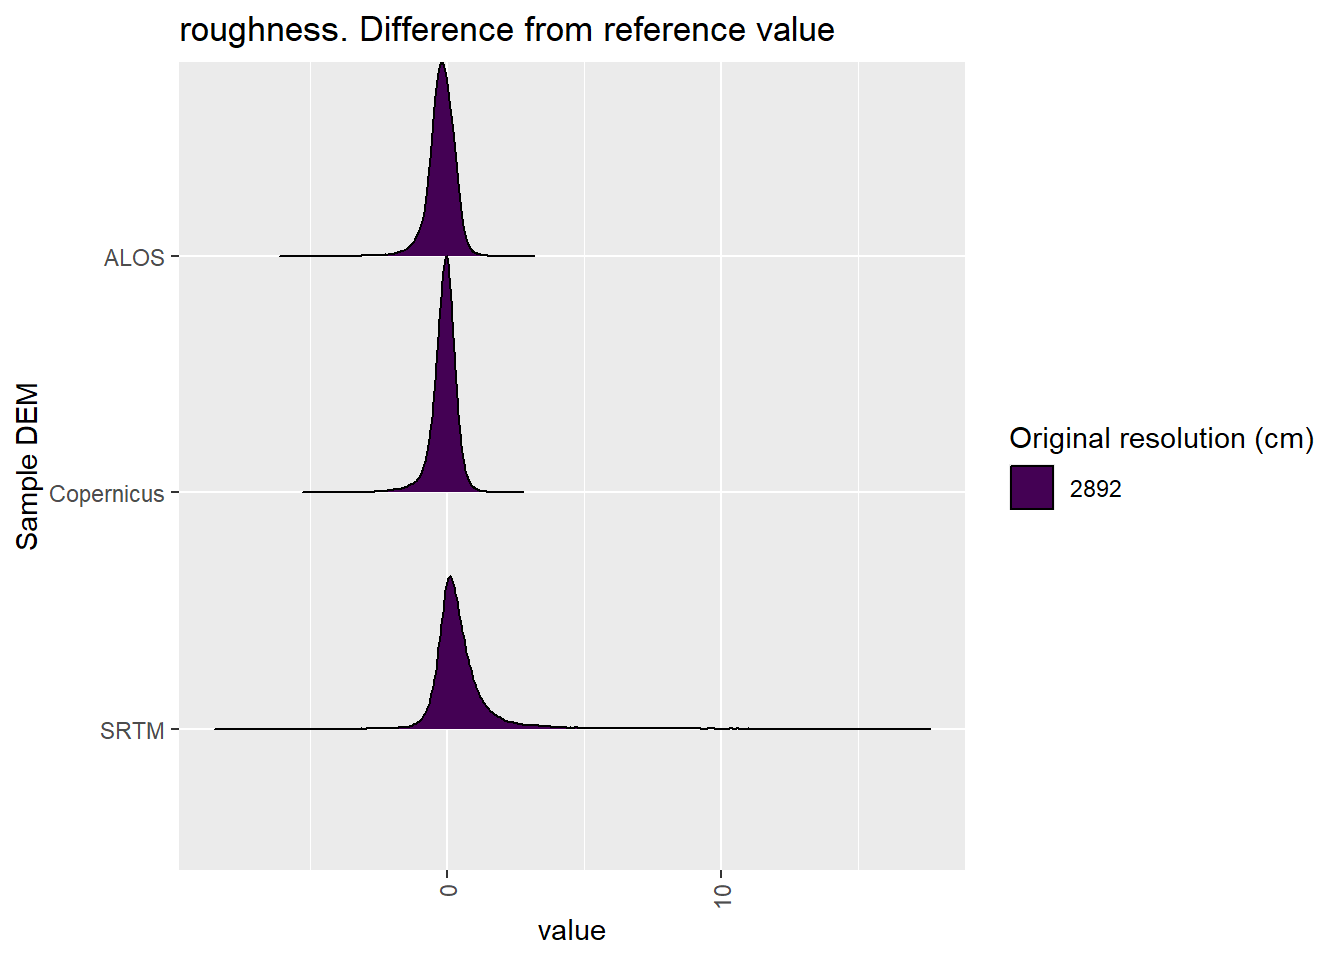 roughness. Difference from reference value
Sample DEM
ALOS
Copernicus
SRTM
0
10
value
Original resolution (cm)
2892